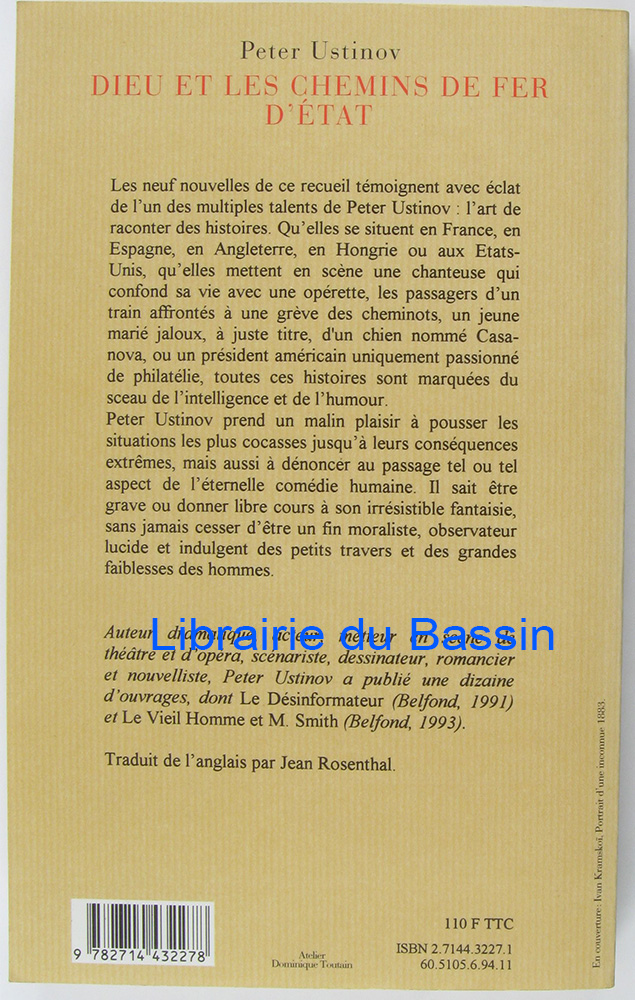 Peter Ustinov
DIEU ET LES CHEMINS DE FER
D'ÉTAT
Les neuf nouvelles de ce recueil témoignent avec éclat
de l'un des multiples talents de Peter Ustinov : l'art de
raconter des histoires. Qu'elles se situent en France, en
Espagne, en Angleterre, en Hongrie ou aux Etats-
Unis, qu'elles mettent en scène une chanteuse qui
confond sa vie avec une opérette, les passagers d'un
train affrontés à une grève des cheminots, un jeune
marié jaloux, à juste titre, d'un chien nommé Casa-
nova, ou un président américain uniquement passionné
de philatélie, toutes ces histoires sont marquées du
sceau de l'intelligence et de l'humour.
Peter Ustinov prend un malin plaisir à pousser les
situations les plus cocasses jusqu'à leurs conséquences
extrêmes, mais aussi à dénoncer au passage tel ou tel
aspect de l'éternelle comédie humaine. Il sait être
grave ou donner libre cours à son irrésistible fantaisie,
sans jamais cesser d'être un fin moraliste, observateur
lucide et indulgent des petits travers et des grandes
faiblesses des hommes.
Librairie du Bassin
Auteur dramatique, acteur, metteur en scène de
théâtre et d'opéra, scénariste, dessinateur, romancier
et nouvelliste, Peter Ustinov a publié une dizaine
d'ouvrages, dont Le Désinformateur (Belfond, 1991)
et Le Vieil Homme et M. Smith (Belfond, 1993).
Traduit de l'anglais par Jean Rosenthal.
En couverture : Ivan Kramskoï, Portrait d'une inconnue 1883.
9 782714 432278
Atelier
Dominique Toutain
110 F TTC
ISBN 2.7144.3227.1
60.5105.6.94.11